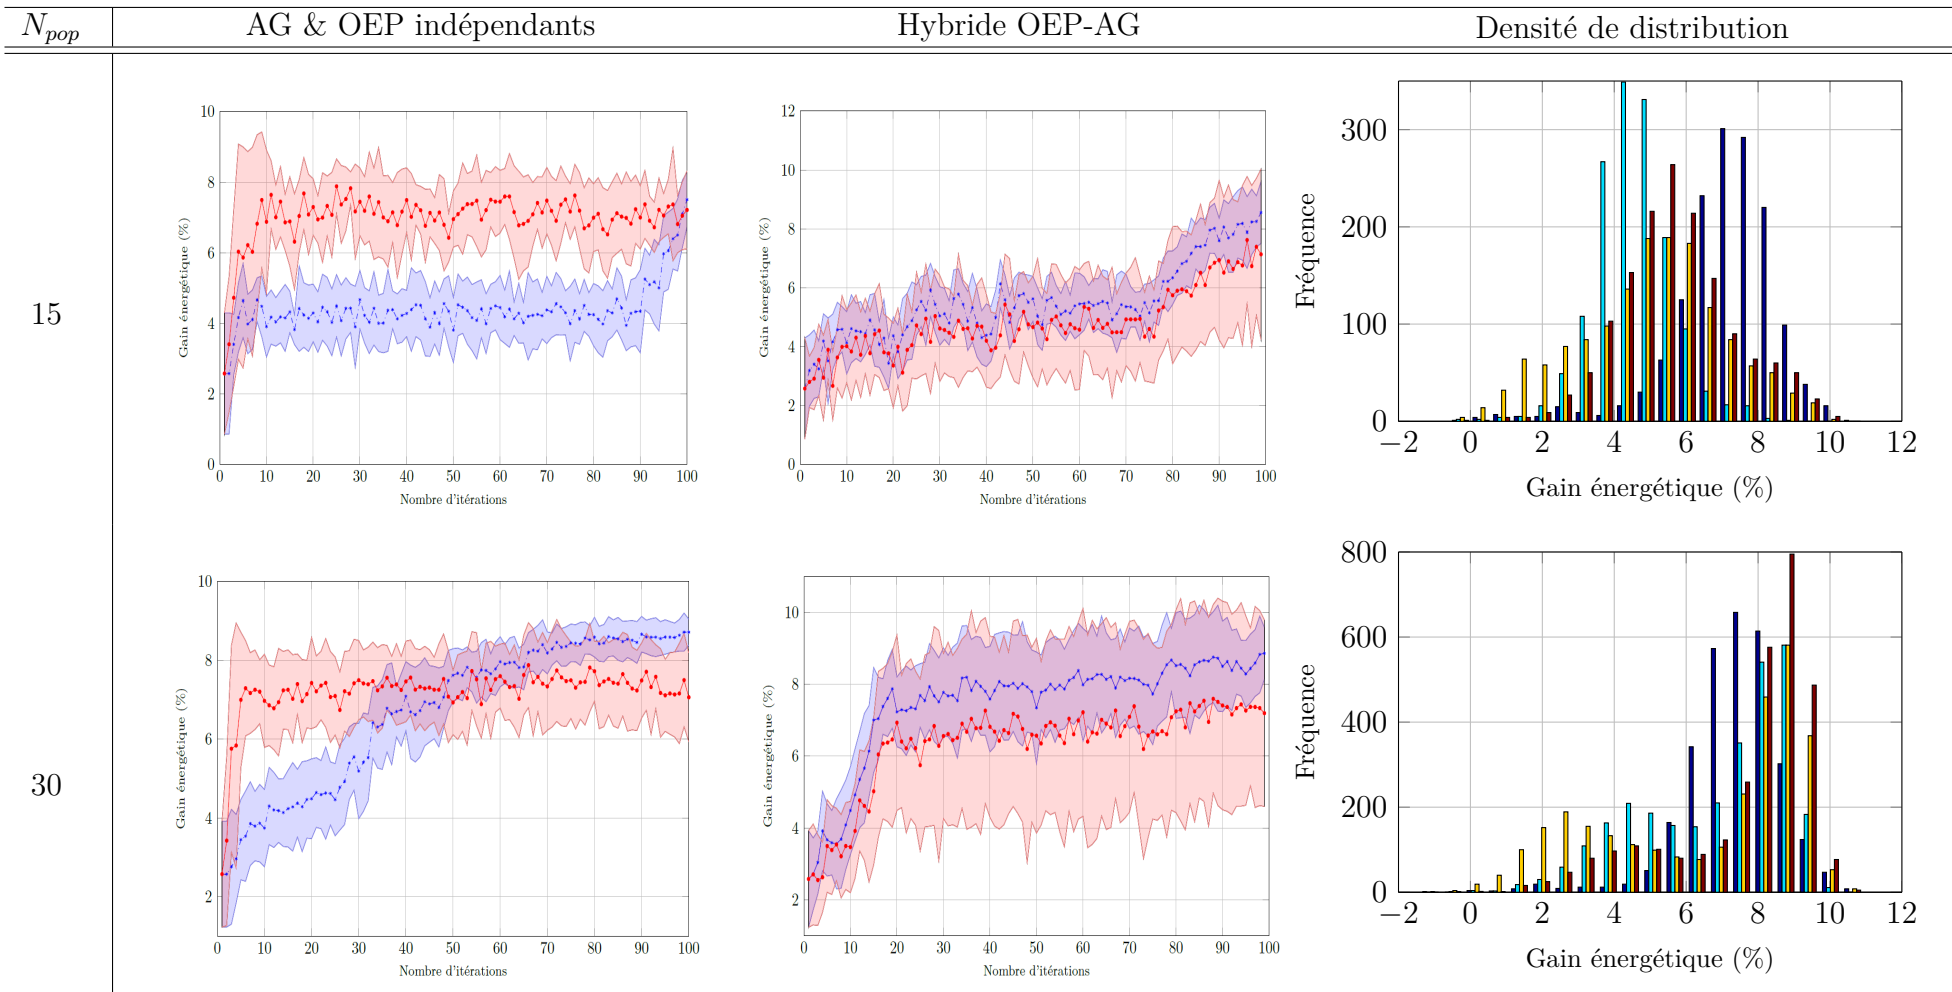 N_pop AG & OEP indépendants Hybride OEP-AG Densité de distribution
15
10
8
6
4
2
0
0 10 20 30 40 50 60 70 80 90 100
Gain énergétique (%)
Nombre d'itérations
12
10
8
6
4
2
0
0 10 20 30 40 50 60 70 80 90 100
Gain énergétique (%)
Nombre d'itérations
300
200
100
0
−2 0 2 4 6 8 10 12
Fréquence
Gain énergétique (%)
30
10
8
6
4
2
0 10 20 30 40 50 60 70 80 90 100
Gain énergétique (%)
Nombre d'itérations
10
8
6
4
2
0 10 20 30 40 50 60 70 80 90 100
Gain énergétique (%)
Nombre d'itérations
800
600
400
200
0
−2 0 2 4 6 8 10 12
Fréquence
Gain énergétique (%)